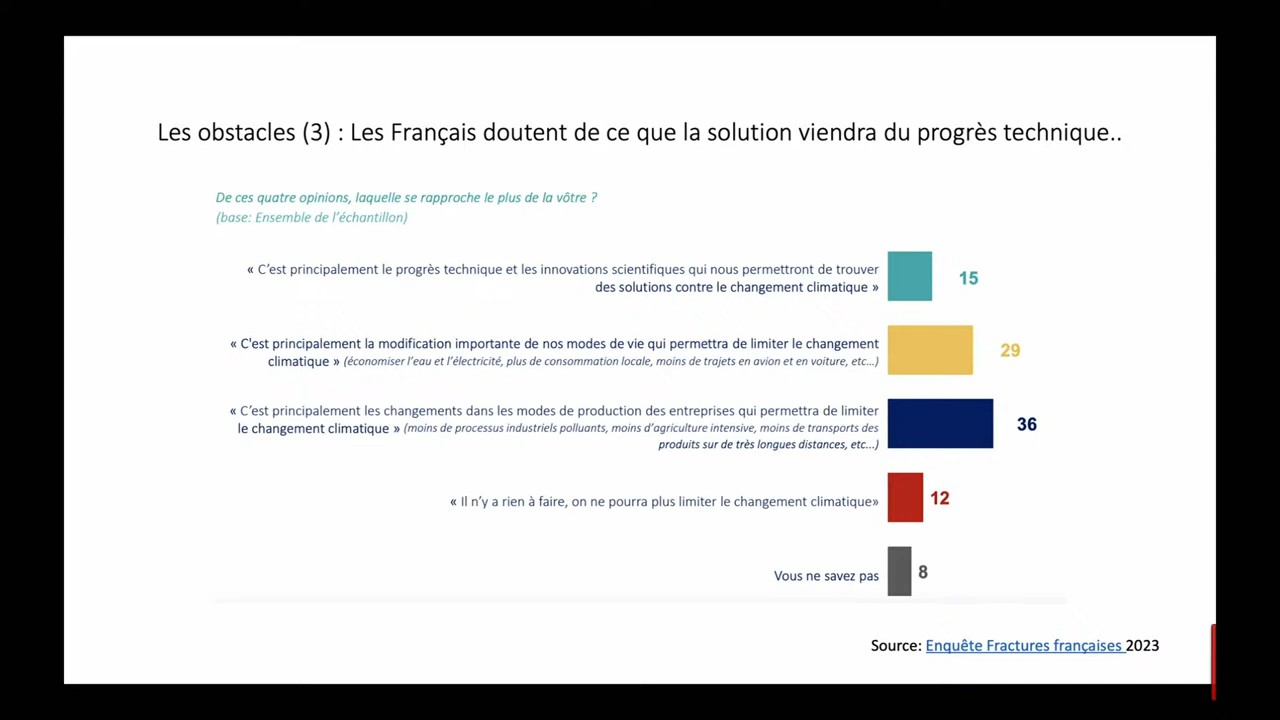 Les obstacles (3) : Les Français doutent de ce que la solution viendra du progrès technique..
De ces quatre opinions, laquelle se rapproche le plus de la vôtre ?
(base: Ensemble de l’échantillon)
« C’est principalement le progrès technique et les innovations scientifiques qui nous permettront de trouver
des solutions contre le changement climatique »
15
« C'est principalement la modification importante de nos modes de vie qui permettra de limiter le changement
climatique » (économiser l’eau et l’électricité, plus de consommation locale, moins de trajets en avion et en voiture, etc...)
29
« C’est principalement les changements dans les modes de production des entreprises qui permettra de limiter
le changement climatique » (moins de processus industriels polluants, moins d’agriculture intensive, moins de transports des
produits sur de très longues distances, etc...)
36
« Il n’y a rien à faire, on ne pourra plus limiter le changement climatique»
12
Vous ne savez pas
8
Source: Enquête Fractures françaises 2023